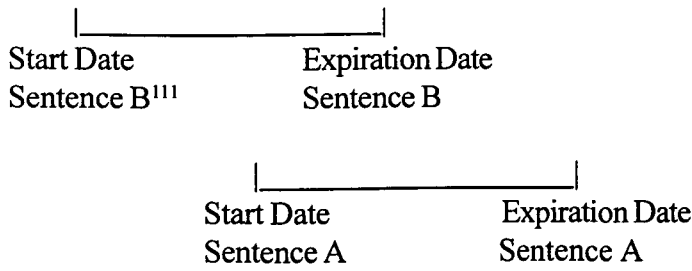 Start Date Expiration Date
Sentence B¹¹¹ Sentence B
Start Date Expiration Date
Sentence A Sentence A